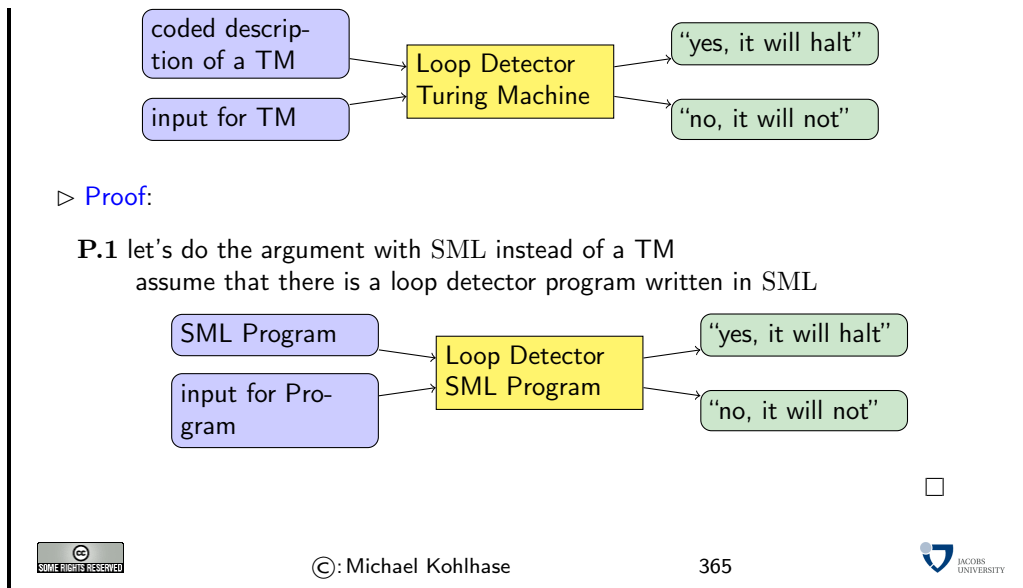 coded descrip-
tion of a TM
input for TM
Loop Detector
Turing Machine
“yes, it will halt”
“no, it will not”
▷ Proof:
P.1 let's do the argument with SML instead of a TM
assume that there is a loop detector program written in SML
SML Program
input for Pro-
gram
Loop Detector
SML Program
“yes, it will halt”
“no, it will not”
□
cc
SOME RIGHTS RESERVED
©: Michael Kohlhase
365
JACOBS
UNIVERSITY